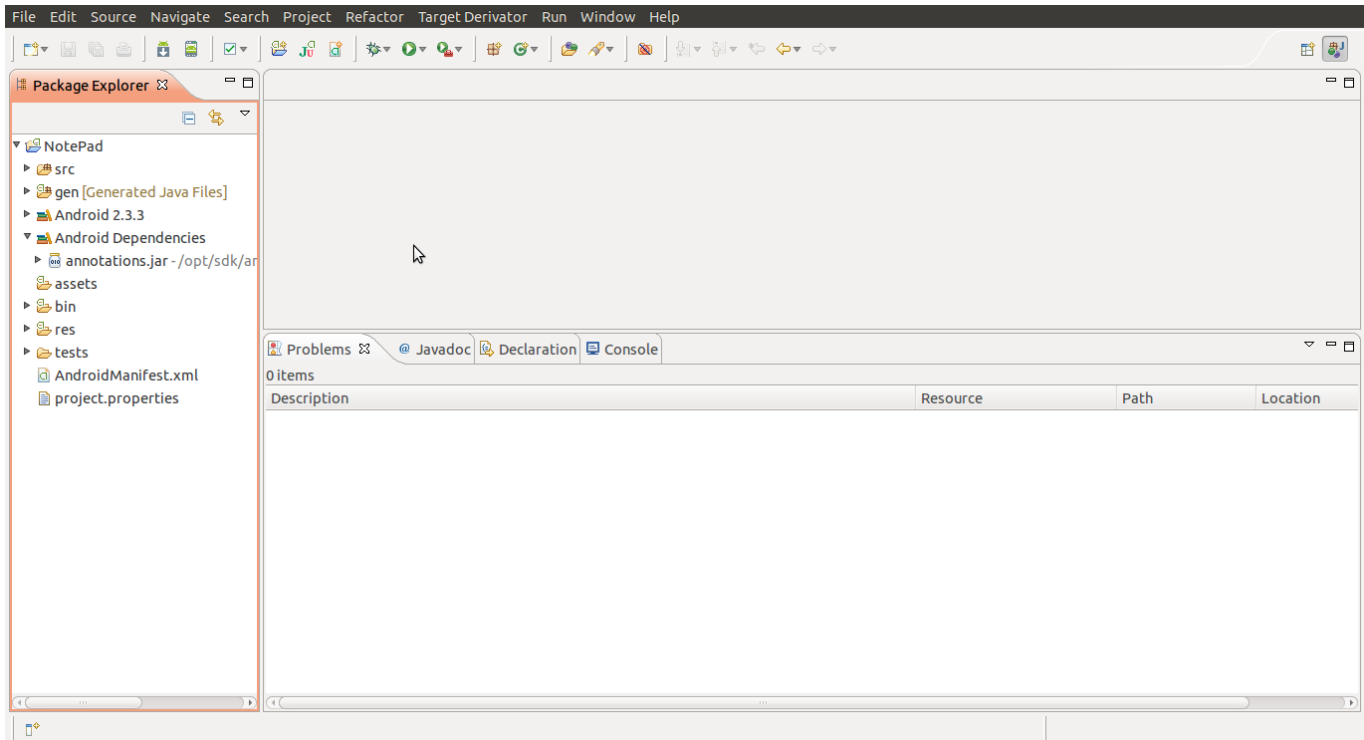 File Edit Source Navigate Search Project Refactor Target Derivator Run Window Help
Package Explorer
NotePad
src
gen [Generated Java Files]
Android 2.3.3
Android Dependencies
annotations.jar - /opt/sdk/ar
assets
bin
res
tests
AndroidManifest.xml
project.properties
Problems @ Javadoc Declaration Console
0 items
Description Resource Path Location